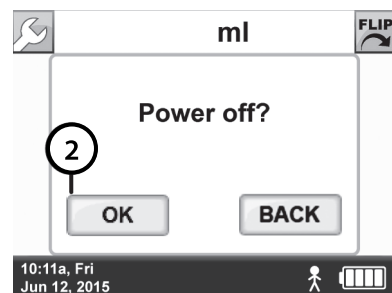 ml
FLIP
Power off?
2
OK
BACK
10:11a, Fri
Jun 12, 2015